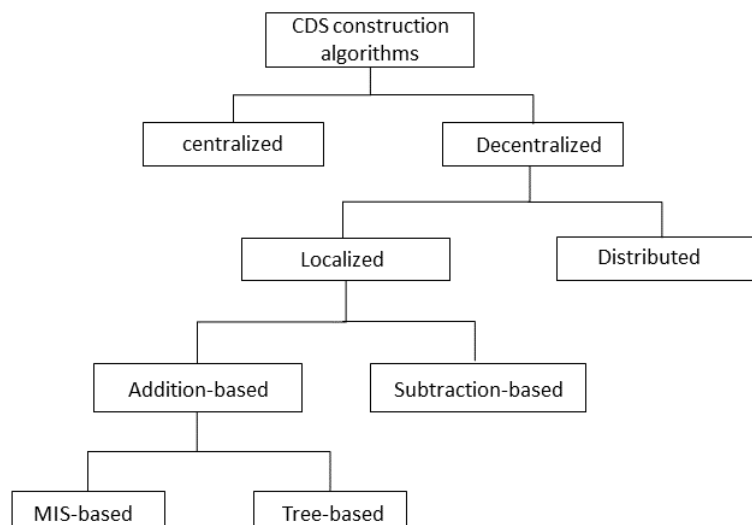 CDS construction
algorithms
centralized
Decentralized
Localized
Distributed
Addition-based
Subtraction-based
MIS-based
Tree-based